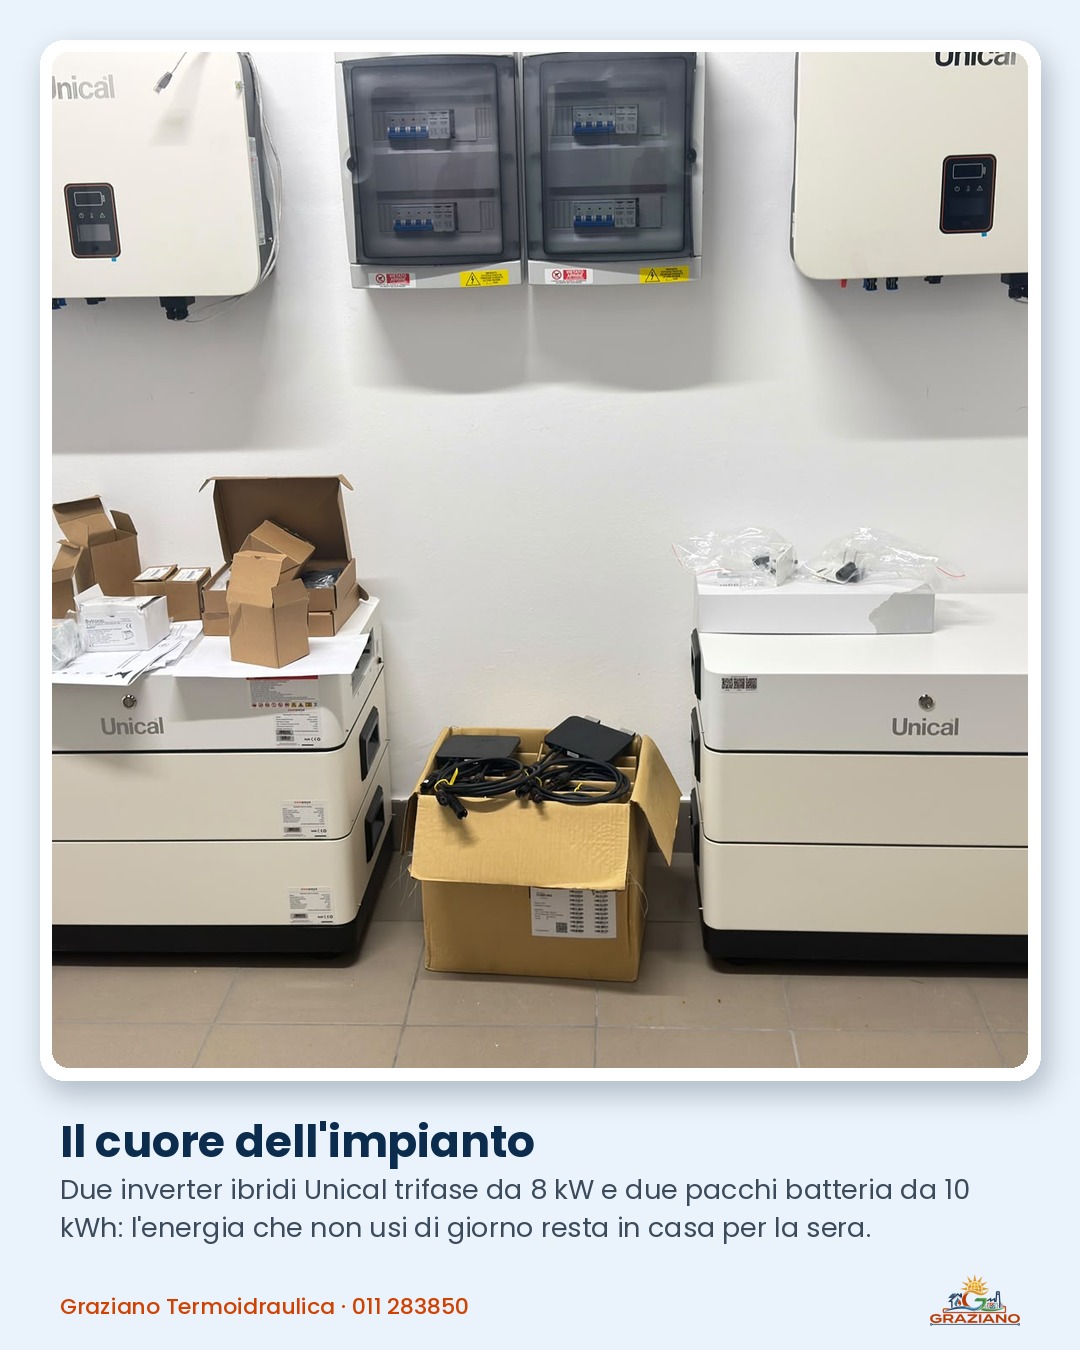 Unical
Unical
VIETATO
Unical
Unical
Il cuore dell'impianto
Due inverter ibridi Unical trifase da 8 kW e due pacchi batteria da 10
kWh: l'energia che non usi di giorno resta in casa per la sera.
Graziano Termoidraulica · 011 283850
GRAZIANO